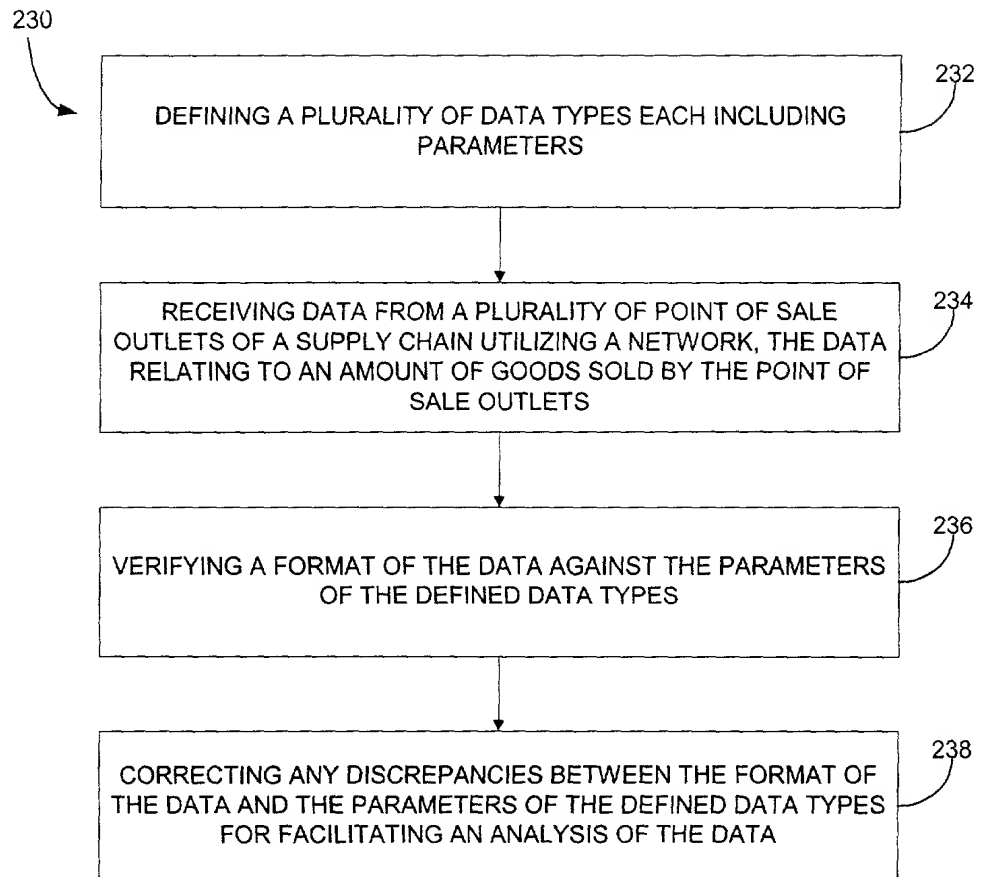 230
232
DEFINING A PLURALITY OF DATA TYPES EACH INCLUDING
PARAMETERS
234
RECEIVING DATA FROM A PLURALITY OF POINT OF SALE
OUTLETS OF A SUPPLY CHAIN UTILIZING A NETWORK, THE DATA
RELATING TO AN AMOUNT OF GOODS SOLD BY THE POINT OF
SALE OUTLETS
236
VERIFYING A FORMAT OF THE DATA AGAINST THE PARAMETERS
OF THE DEFINED DATA TYPES
238
CORRECTING ANY DISCREPANCIES BETWEEN THE FORMAT OF
THE DATA AND THE PARAMETERS OF THE DEFINED DATA TYPES
FOR FACILITATING AN ANALYSIS OF THE DATA